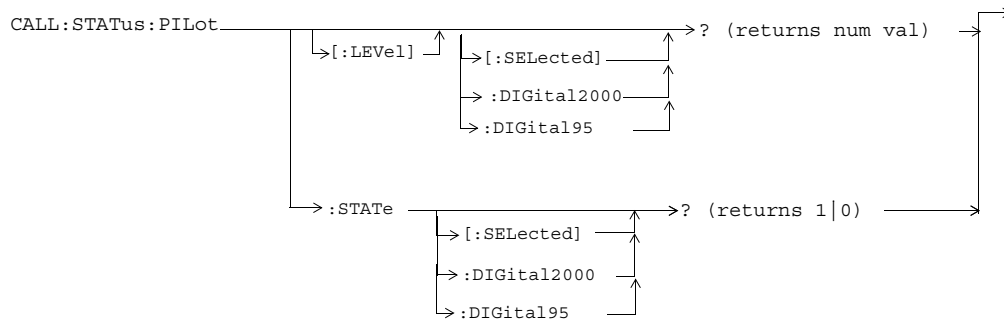 CALL:STATus:PILot
[:LEVel]
? (returns num val)
[:SELected]
:DIGital2000
:DIGital95
:STATe
? (returns 1|0)
[:SELected]
:DIGital2000
:DIGital95